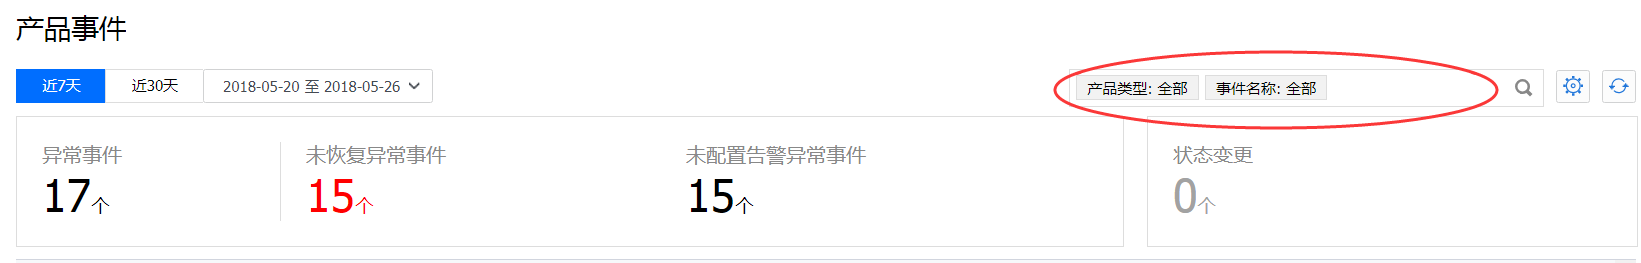 产品事件
近7天 近30天 2018-05-20 至 2018-05-26 产品类型: 全部 事件名称: 全部
异常事件 未恢复异常事件 未配置告警异常事件 状态变更
17个 15个 15个 0个